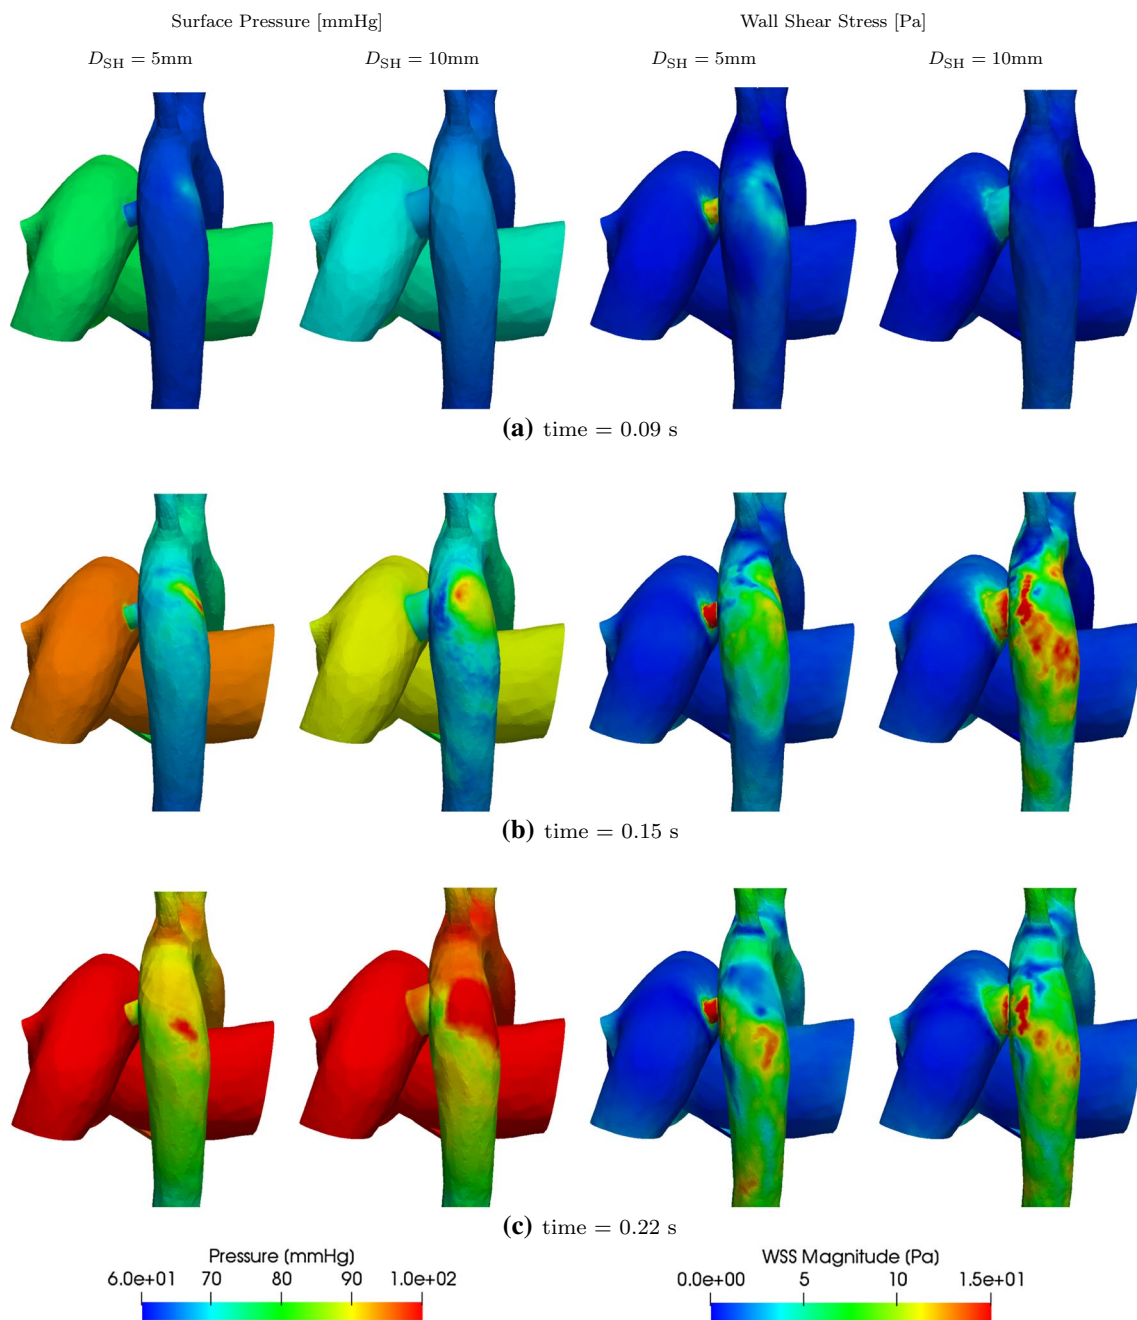 Surface Pressure [mmHg] Wall Shear Stress [Pa]
D_SH = 5mm D_SH = 10mm D_SH = 5mm D_SH = 10mm
(a) time = 0.09 s
(b) time = 0.15 s
(c) time = 0.22 s
Pressure (mmHg) WSS Magnitude (Pa)
6.0e+01 70 80 90 1.0e+02 0.0e+00 5 10 1.5e+01